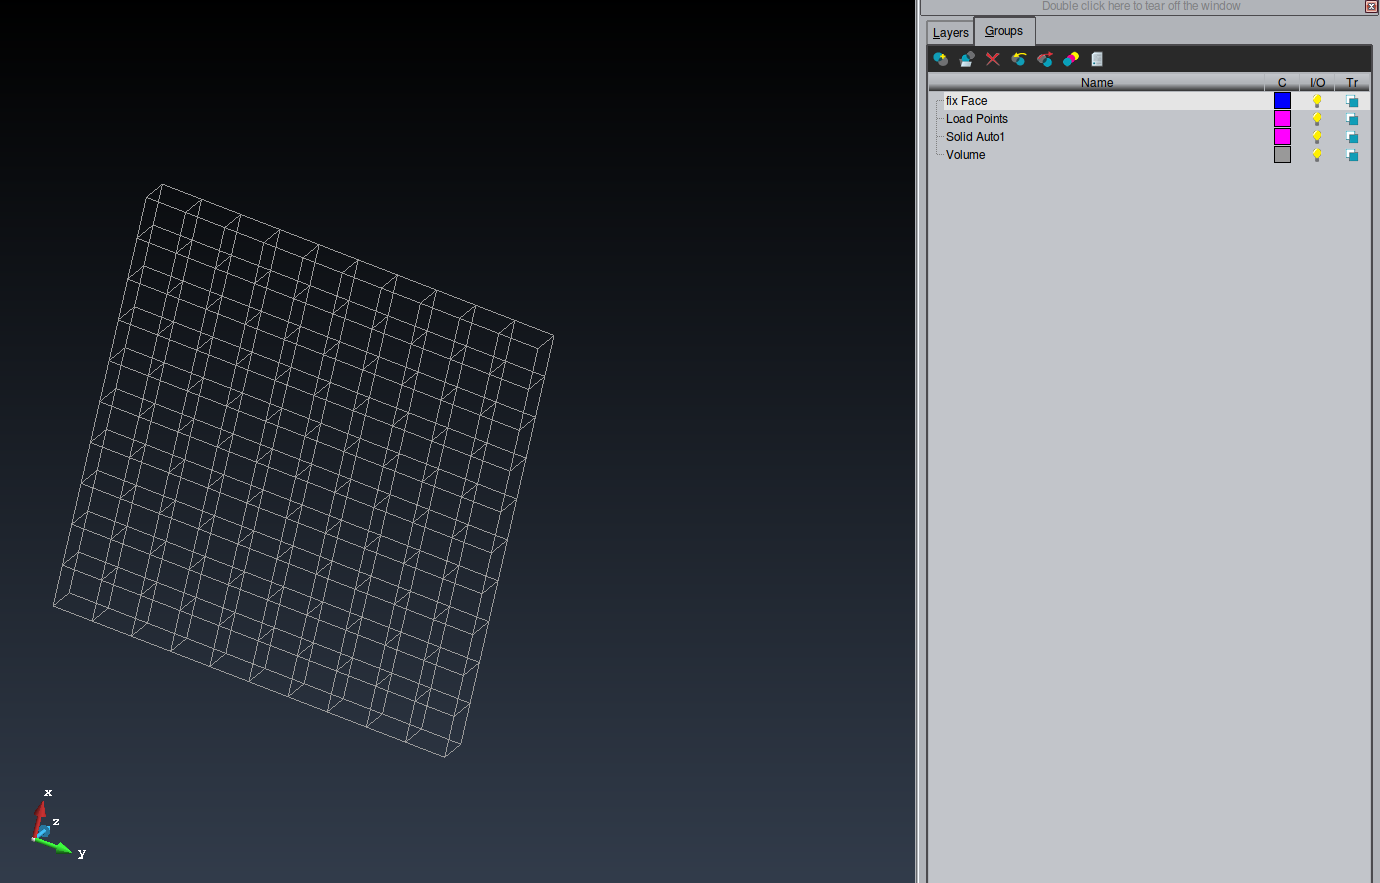 Double click here to tear off the window
Layers
Groups
Name C I/O Tr
fix Face
Load Points
Solid Auto1
Volume
x
z
y